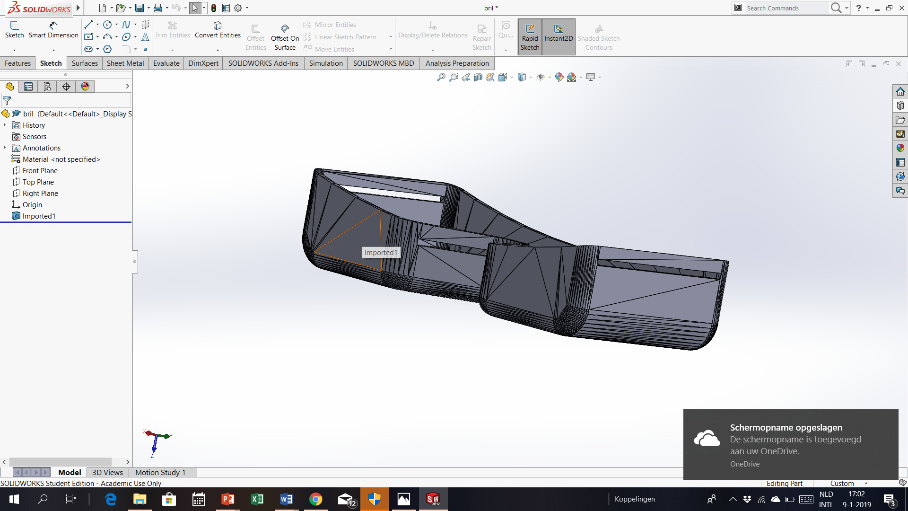 SOLIDWORKS
bril *
Search Commands
Sketch
Smart Dimension
Trim Entities
Convert Entities
Offset Entities
Offset On Surface
Mirror Entities
Linear Sketch Pattern
Move Entities
Display/Delete Relations
Repair Sketch
Qu...
Rapid Sketch
Instant2D
Shaded Sketch Contours
Features
Sketch
Surfaces
Sheet Metal
Evaluate
DimXpert
SOLIDWORKS Add-Ins
Simulation
SOLIDWORKS MBD
Analysis Preparation
bril (Default<<Default>_Display S
History
Sensors
Annotations
Material <not specified>
Front Plane
Top Plane
Right Plane
Origin
Imported1
Imported1
Schermopname opgeslagen
De schermopname is toegevoegd
aan uw OneDrive.
OneDrive
Model
3D Views
Motion Study 1
SOLIDWORKS Student Edition - Academic Use Only
Editing Part
Custom
12
Koppelingen
NLD
INTL
17:02
9-1-2019
3